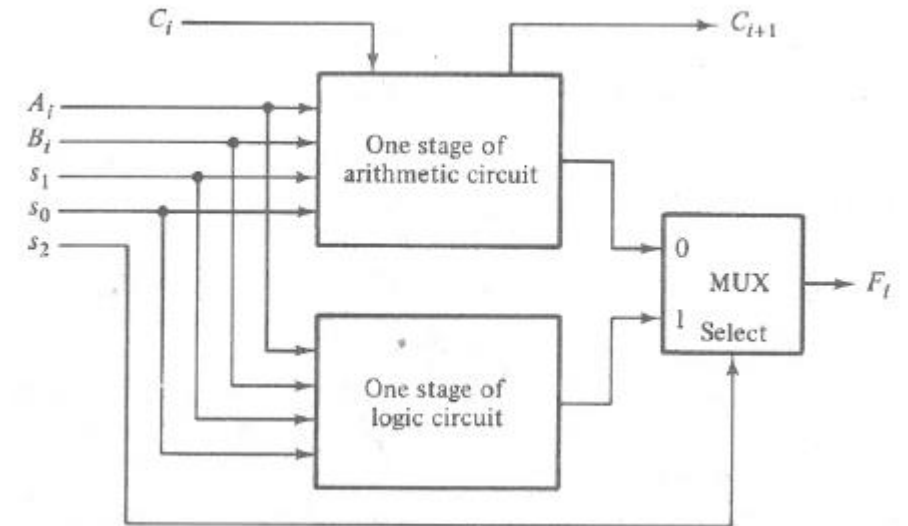 C_i
C_{i+1}
A_i
B_i
s_1
s_0
s_2
One stage of
arithmetic circuit
0
MUX
F_i
1
Select
One stage of
logic circuit